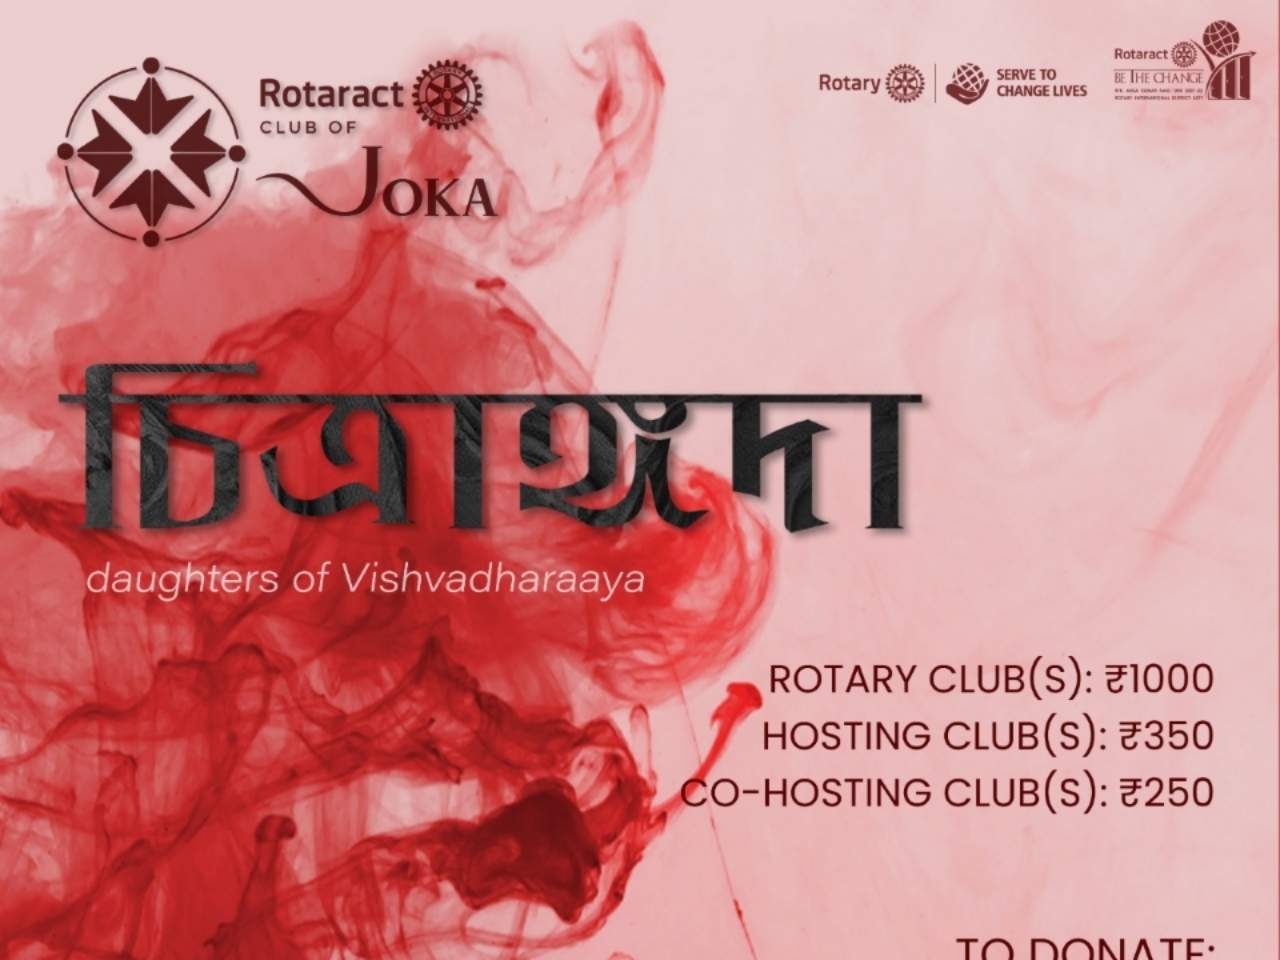 Rotaract
CLUB OF
JOKA
Rotary
SERVE TO
CHANGE LIVES
Rotaract
BE THE CHANGE
চিত্রাঙ্গদা
daughters of Vishvadharaaya
ROTARY CLUB(S): ₹1000
HOSTING CLUB(S): ₹350
CO-HOSTING CLUB(S): ₹250
TO DONATE: